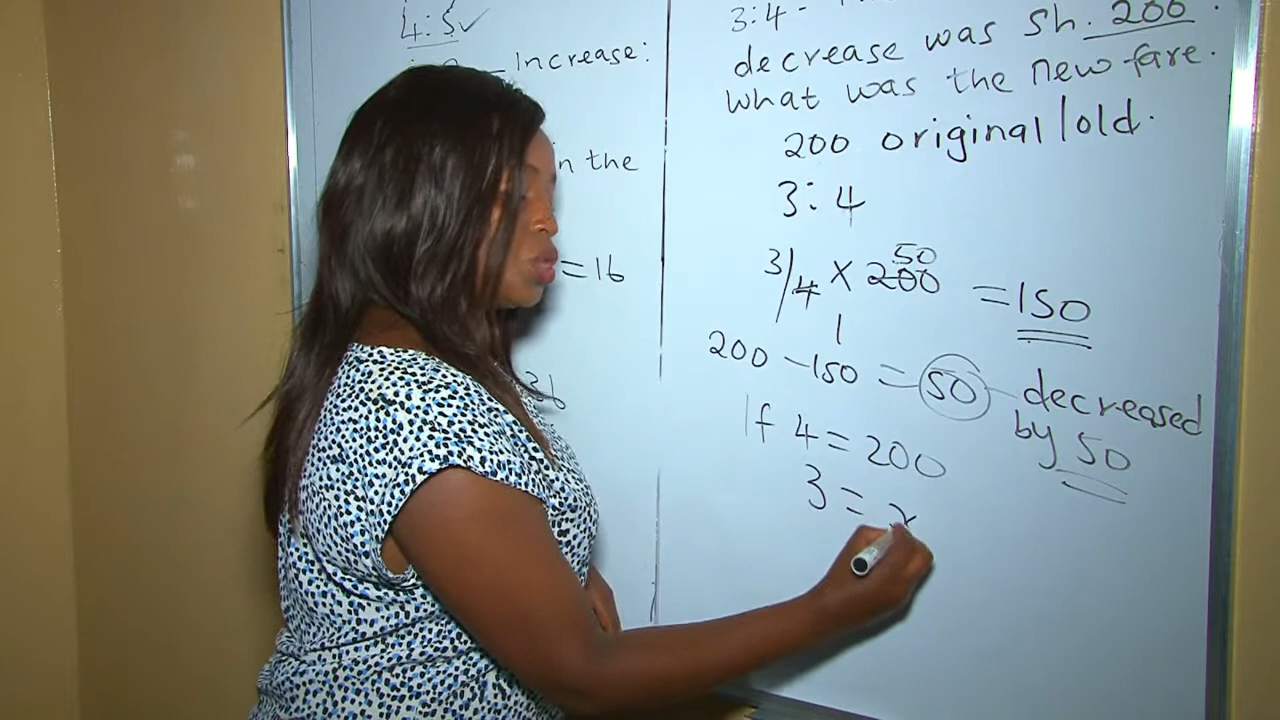 4:5✓
Increase:
in the
=16
3:4-
decrease was Sh. 200.
what was the new fare.
200 original/old.
3:4
50
3/4 X 200 =150
1
200 -150 = 50 - decreased
by 50
If 4 = 200
3 =